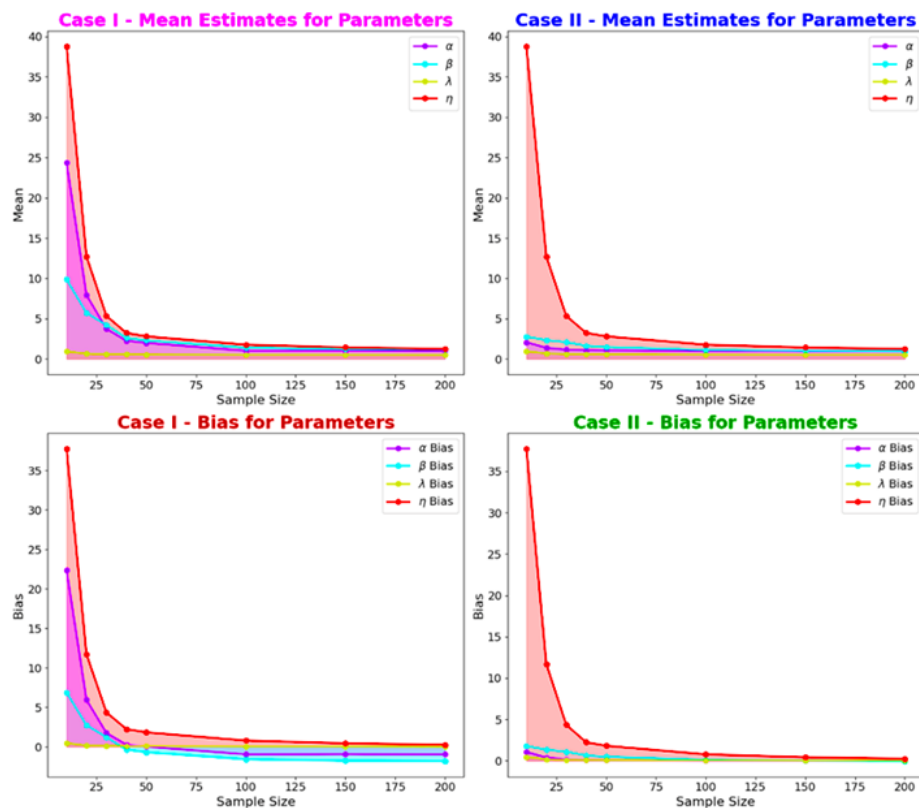 Case I - Mean Estimates for Parameters
40
35
30
25
20
15
10
5
0
Mean
α
β
λ
η
25 50 75 100 125 150 175 200
Sample Size
Case II - Mean Estimates for Parameters
40
35
30
25
20
15
10
5
0
Mean
α
β
λ
η
25 50 75 100 125 150 175 200
Sample Size
Case I - Bias for Parameters
35
30
25
20
15
10
5
0
Bias
α Bias
β Bias
λ Bias
η Bias
25 50 75 100 125 150 175 200
Sample Size
Case II - Bias for Parameters
35
30
25
20
15
10
5
0
Bias
α Bias
β Bias
λ Bias
η Bias
25 50 75 100 125 150 175 200
Sample Size